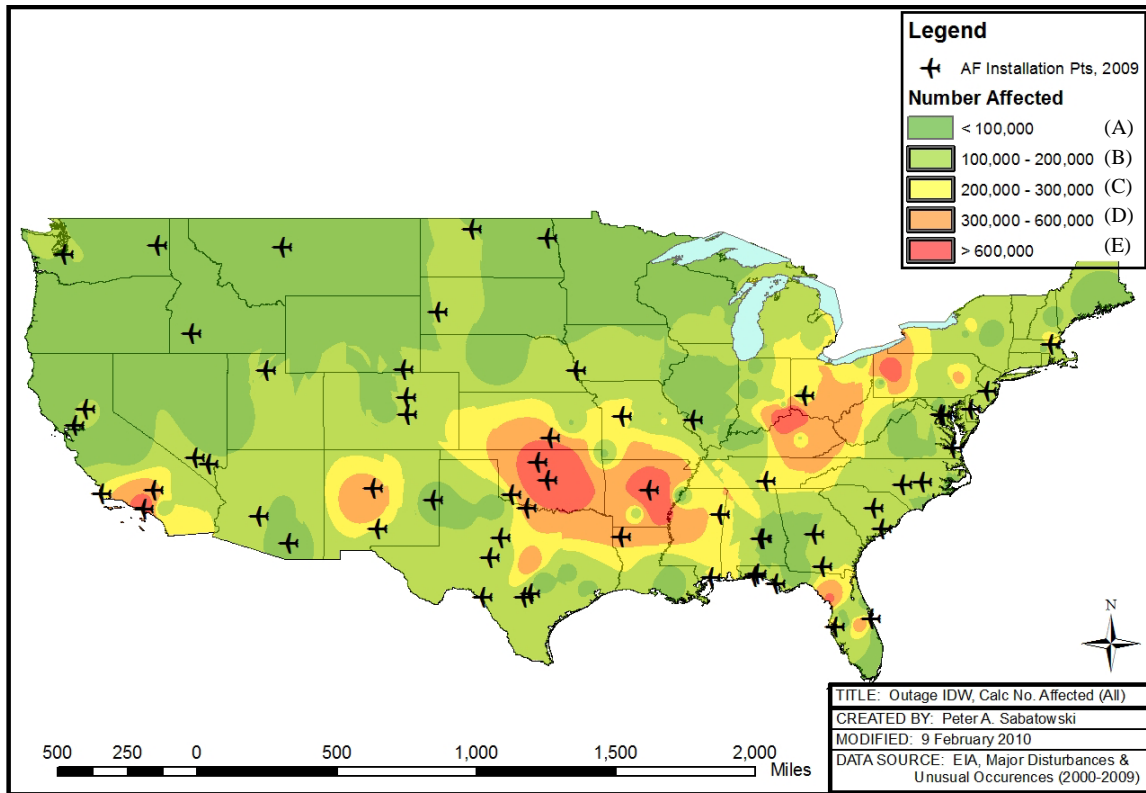 Legend
AF Installation Pts, 2009
Number Affected
< 100,000 (A)
100,000 - 200,000 (B)
200,000 - 300,000 (C)
300,000 - 600,000 (D)
> 600,000 (E)
N
TITLE: Outage IDW, Calc No. Affected (All)
CREATED BY: Peter A. Sabatowski
MODIFIED: 9 February 2010
DATA SOURCE: EIA, Major Disturbances &
Unusual Occurences (2000-2009)
500 250 0 500 1,000 1,500 2,000
Miles